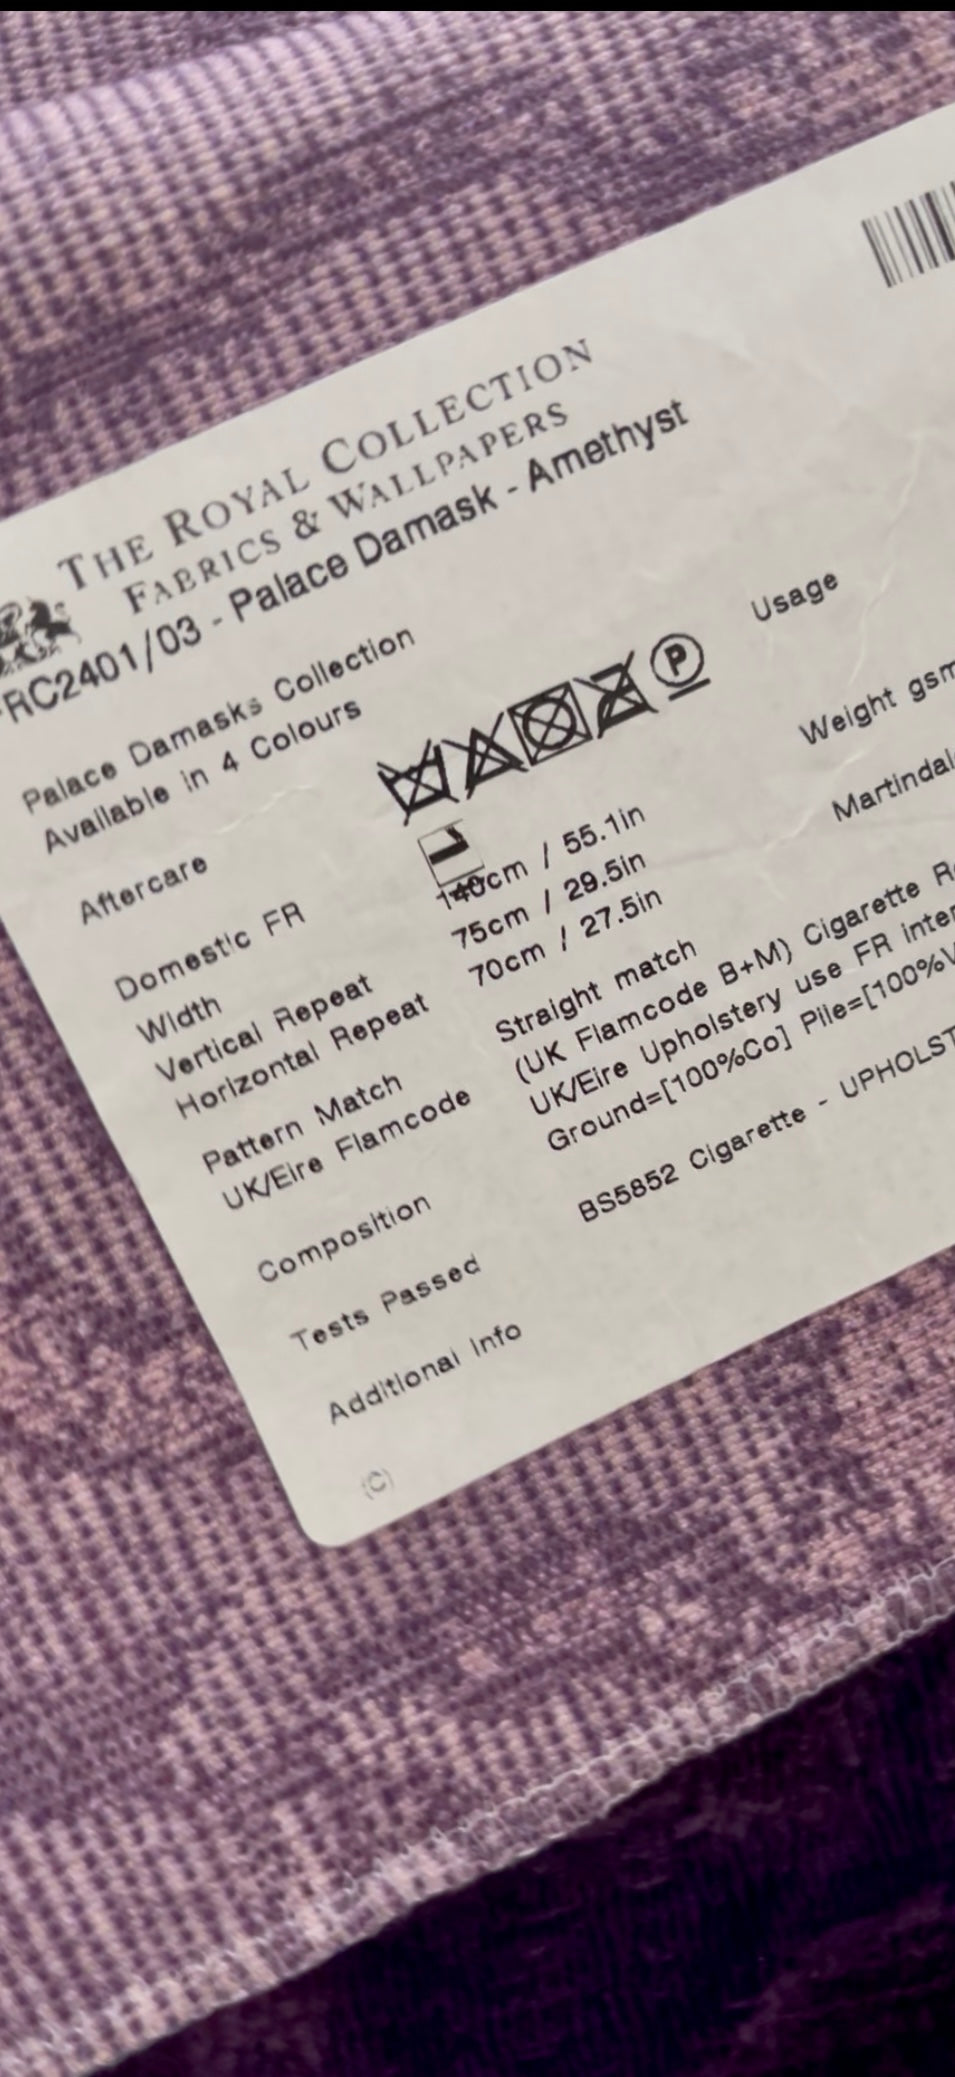 THE ROYAL COLLECTION
FABRICS & WALLPAPERS
FRC2401/03 - Palace Damask - Amethyst
Palace Damasks Collection
Available in 4 Colours
Aftercare
P
Usage
Domestic FR
Weight gsm
Width 140cm / 55.1in
Martindale
Vertical Repeat 75cm / 29.5in
Horizontal Repeat 70cm / 27.5in
Pattern Match Straight match
UK/Eire Flamcode (UK Flamcode B+M) Cigarette
UK/Eire Upholstery use FR
Composition Ground=[100%Co] Pile=[100%V
Tests Passed BS5852 Cigarette - UPHOLST
Additional Info
(C)